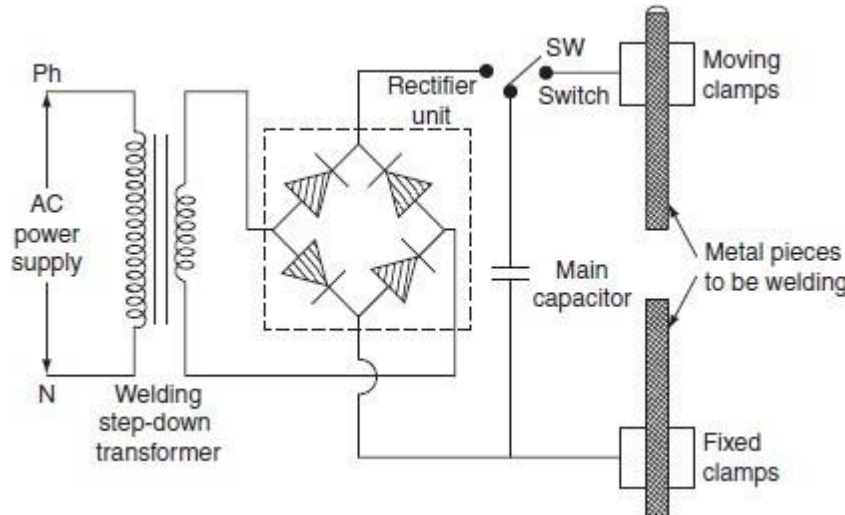 Ph
AC
power
supply
N
Welding
step-down
transformer
Rectifier
unit
SW
Switch
Main
capacitor
Moving
clamps
Metal pieces
to be welding
Fixed
clamps